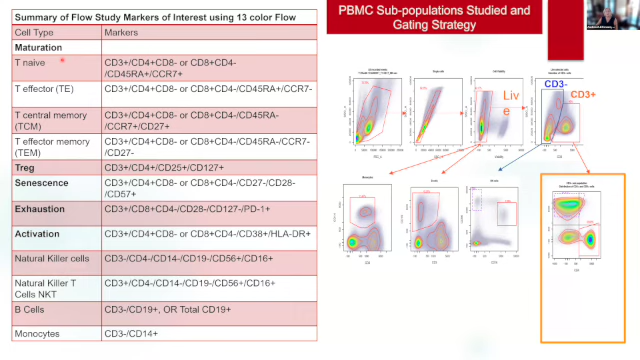 Summary of Flow Study Markers of Interest using 13 color Flow
Cell Type Markers
Maturation
T naive CD3+/CD4+CD8- or CD8+CD4-
/CD45RA+/CCR7+
T effector (TE) CD3+/CD4+CD8- or CD8+CD4-/CD45RA+/CCR7-
T central memory CD3+/CD4+CD8- or CD8+CD4-/CD45RA-
(TCM) /CCR7+/CD27+
T effector memory CD3+/CD4+CD8- or CD8+CD4-/CD45RA-/CCR7-
(TEM) /CD27-
Treg CD3+/CD4+/CD25+/CD127+
Senescence CD3+/CD4+CD8- or CD8+CD4-/CD27-/CD28-
/CD57+
Exhaustion CD3+/CD8+CD4-/CD28-/CD127-/PD-1+
Activation CD3+/CD4+CD8- or CD8+CD4-/CD38+/HLA-DR+
Natural Killer cells CD3-/CD4-/CD14-/CD19-/CD56+/CD16+
Natural Killer T CD3+/CD4-/CD14-/CD19-/CD56+/CD16+
Cells NKT
B Cells CD3-/CD19+, OR Total CD19+
Monocytes CD3-/CD14+
PBMC Sub-populations Studied and
Gating Strategy
Liv
e
CD3-
CD3+